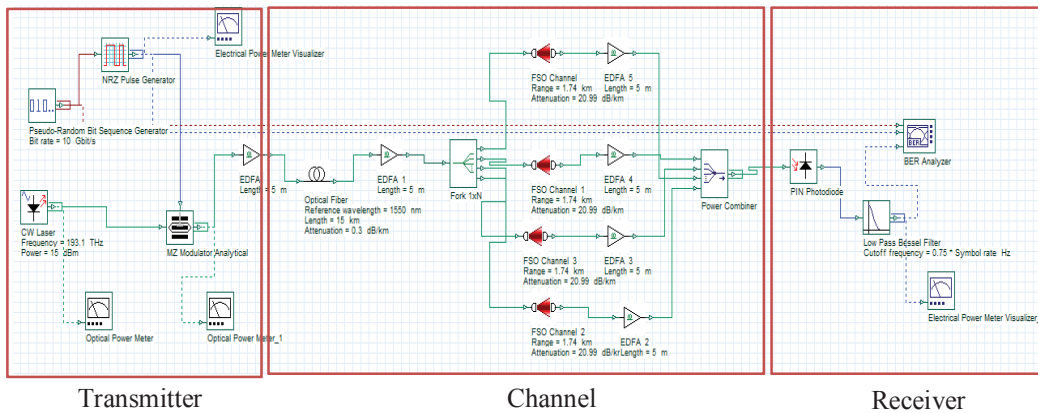 Electrical Power Meter Visualizer
NRZ Pulse Generator
Pseudo-Random Bit Sequence Generator
Bit rate = 10 Gbit/s
CW Laser
Frequency = 193.1 THz
Power = 15 dBm
MZ Modulator Analytical
Optical Power Meter
Optical Power Meter_1
EDFA
Length = 5 m
Optical Fiber
Reference wavelength = 1550 nm
Length = 15 km
Attenuation = 0.3 dB/km
EDFA 1
Length = 5 m
Fork 1xN
FSO Channel
Range = 1.74 km
Attenuation = 20.99 dB/km
EDFA 5
Length = 5 m
FSO Channel 1
Range = 1.74 km
Attenuation = 20.99 dB/km
EDFA 4
Length = 5 m
FSO Channel 3
Range = 1.74 km
Attenuation = 20.99 dB/km
EDFA 3
Length = 5 m
FSO Channel 2
Range = 1.74 km
Attenuation = 20.99 dB/km
EDFA 2
Length = 5 m
Power Combiner
PIN Photodiode
BER
BER Analyzer
Low Pass Bessel Filter
Cutoff frequency = 0.75 * Symbol rate Hz
Electrical Power Meter Visualizer_
Transmitter
Channel
Receiver